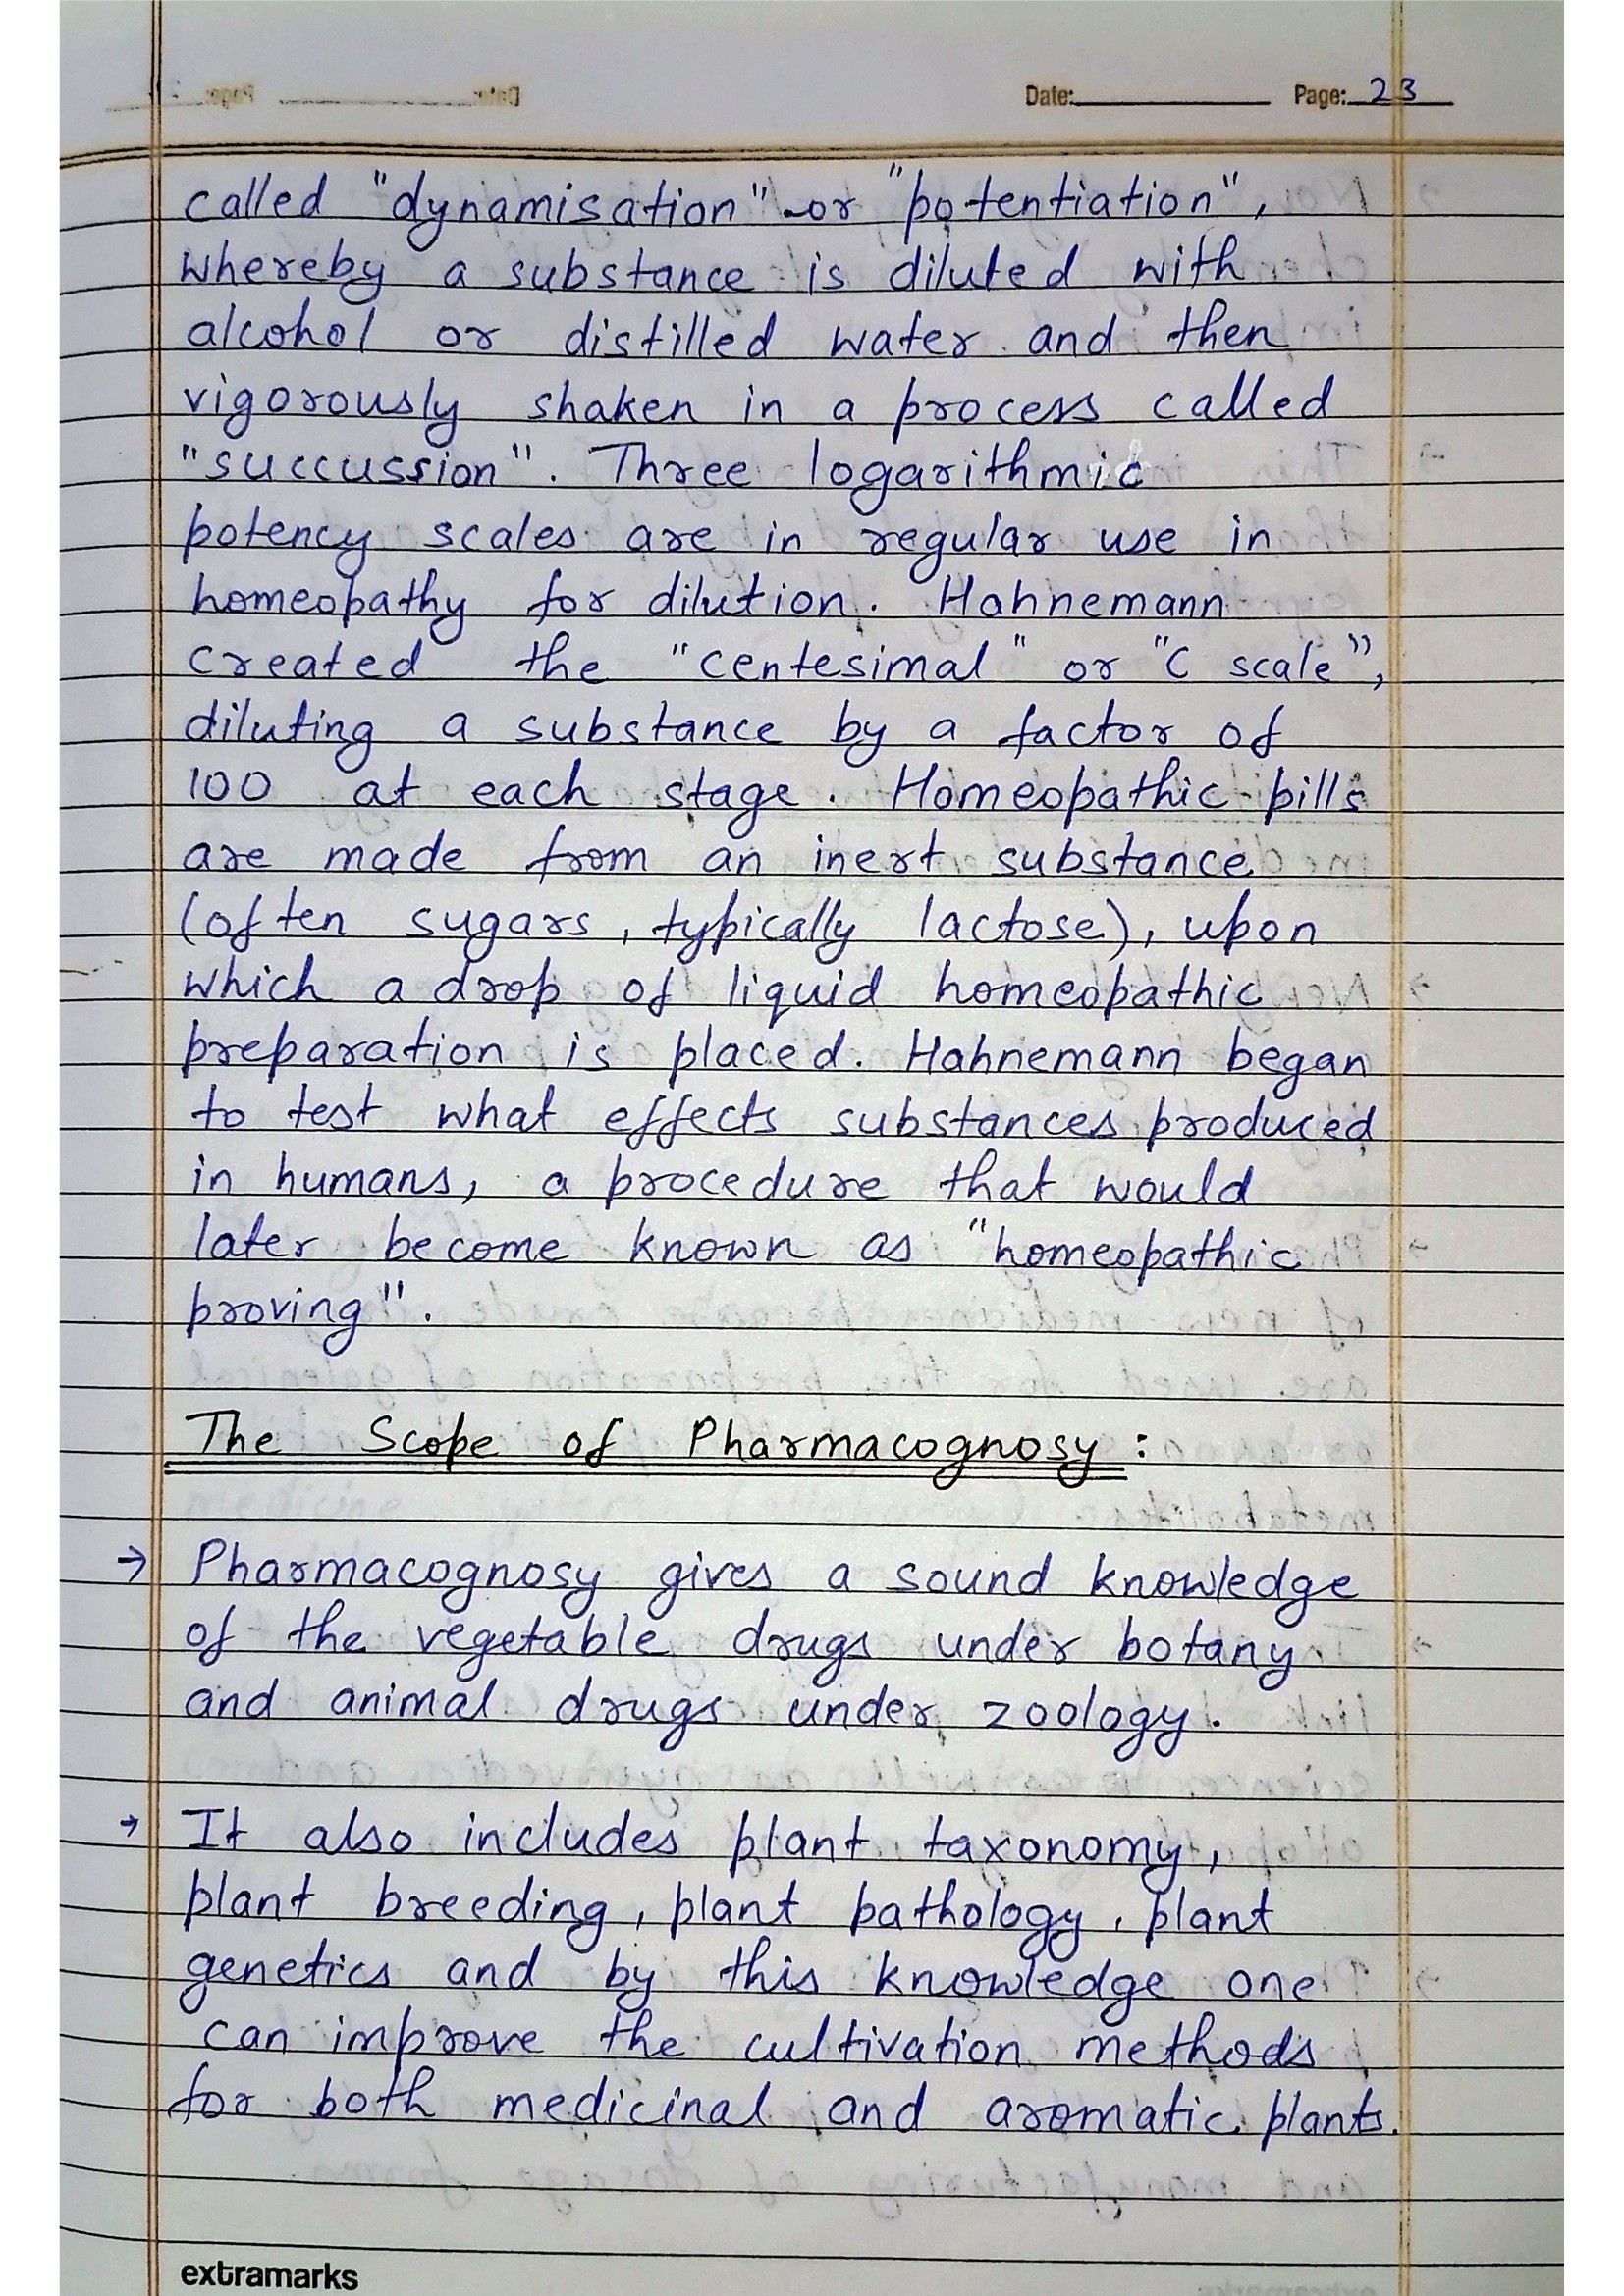 Date: Page: 23
called "dynamisation" or "potentiation",
whereby a substance is diluted with
alcohol or distilled water and then
vigorously shaken in a process called
"succussion". Three logarithmic
potency scales are in regular use in
homeopathy for dilution. Hahnemann
created the "centesimal" or "C scale",
diluting a substance by a factor of
100 at each stage. Homeopathic pills
are made from an inert substance
(often sugars, typically lactose), upon
which a drop of liquid homeopathic
preparation is placed. Hahnemann began
to test what effects substances produced
in humans, a procedure that would
later become known as "homeopathic
proving".
The Scope of Pharmacognosy:
→ Pharmacognosy gives a sound knowledge
of the vegetable drugs under botany
and animal drugs under zoology.
→ It also includes plant taxonomy,
plant breeding, plant pathology, plant
genetics and by this knowledge one
can improve the cultivation methods
for both medicinal and aromatic plants.
extramarks